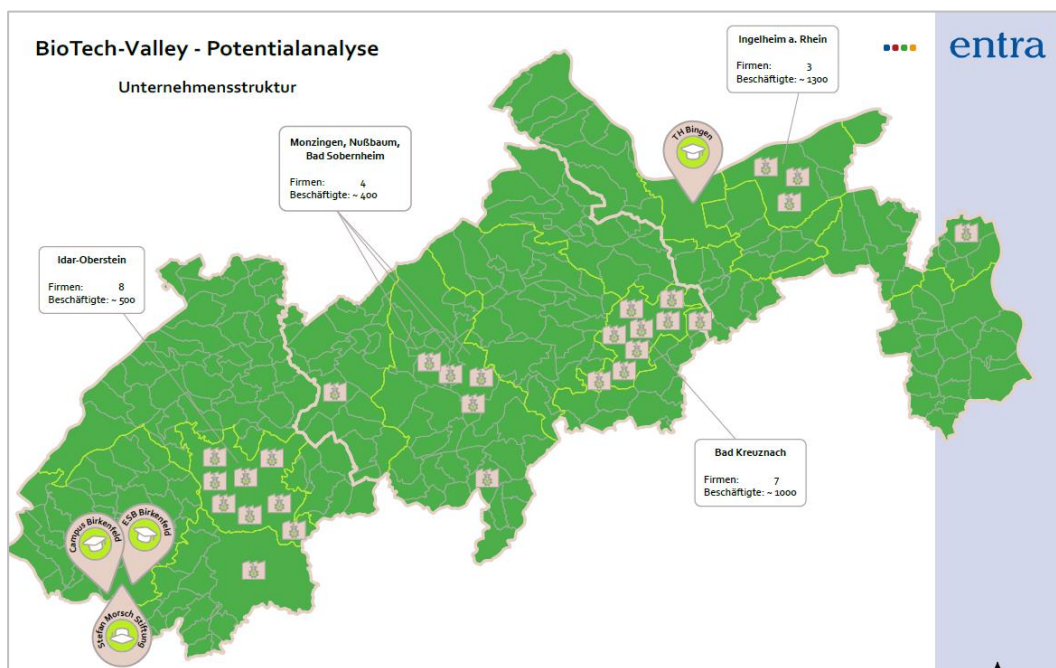 BioTech-Valley - Potentialanalyse
Unternehmensstruktur
entra
Ingelheim a. Rhein
Firmen: 3
Beschäftigte: ~ 1300
TH Bingen
Monzingen, Nußbaum,
Bad Sobernheim
Firmen: 4
Beschäftigte: ~ 400
Idar-Oberstein
Firmen: 8
Beschäftigte: ~ 500
Bad Kreuznach
Firmen: 7
Beschäftigte: ~ 1000
Campus Birkenfeld
ESB Birkenfeld
Stefan Morsch Stiftung